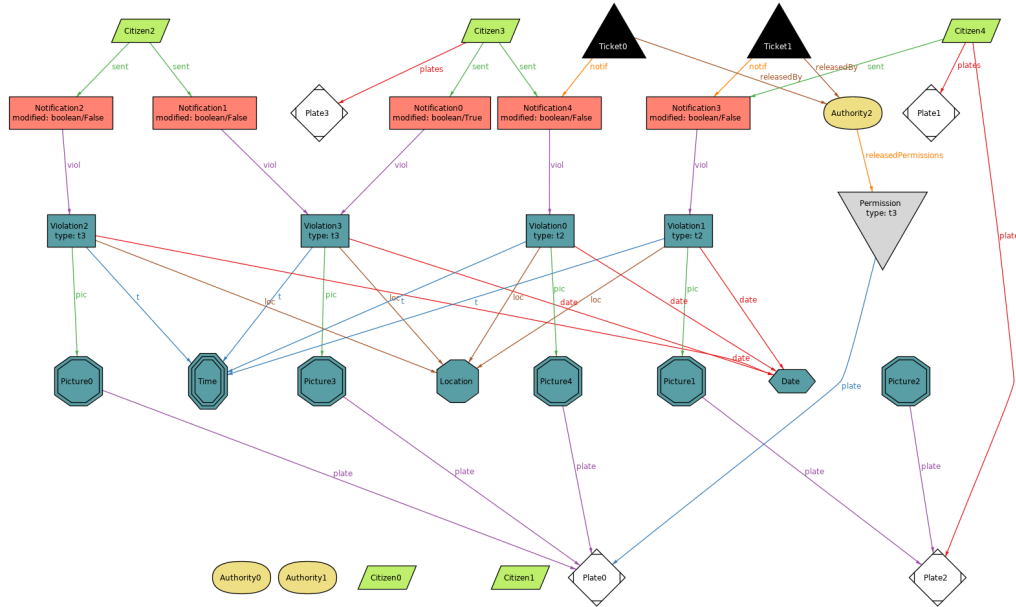 Citizen2
Citizen3
Ticket0
Ticket1
Citizen4
sent
sent
plates
sent
sent
notif
notif
releasedBy
releasedBy
sent
plates
Notification2
modified: boolean/False
Notification1
modified: boolean/False
Plate3
Notification0
modified: boolean/True
Notification4
modified: boolean/False
Notification3
modified: boolean/False
Authority2
Plate1
viol
viol
viol
viol
viol
releasedPermissions
Violation2
type: t3
Violation3
type: t3
Violation0
type: t2
Violation1
type: t2
Permission
type: t3
plates
pic
t
loc
t
pic
loc
t
t
loc
pic
date
loc
date
pic
date
date
Picture0
Time
Picture3
Location
Picture4
Picture1
Date
Picture2
plate
plate
plate
plate
plate
plate
Authority0
Authority1
Citizen0
Citizen1
Plate0
Plate2